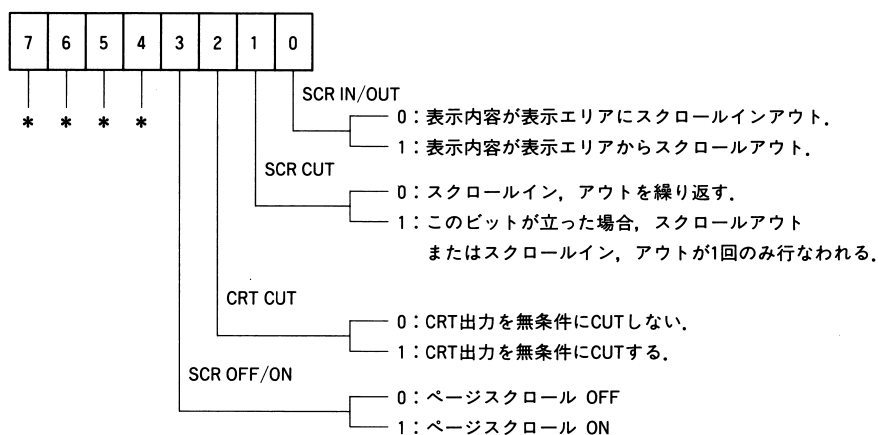 7 6 5 4 3 2 1 0
* * * *
SCR IN/OUT
0：表示内容が表示エリアにスクロールインアウト．
1：表示内容が表示エリアからスクロールアウト．
SCR CUT
0：スクロールイン，アウトを繰り返す．
1：このビットが立った場合，スクロールアウト
またはスクロールイン，アウトが1回のみ行なわれる．
CRT CUT
0：CRT出力を無条件にCUTしない．
1：CRT出力を無条件にCUTする．
SCR OFF/ON
0：ページスクロール OFF
1：ページスクロール ON